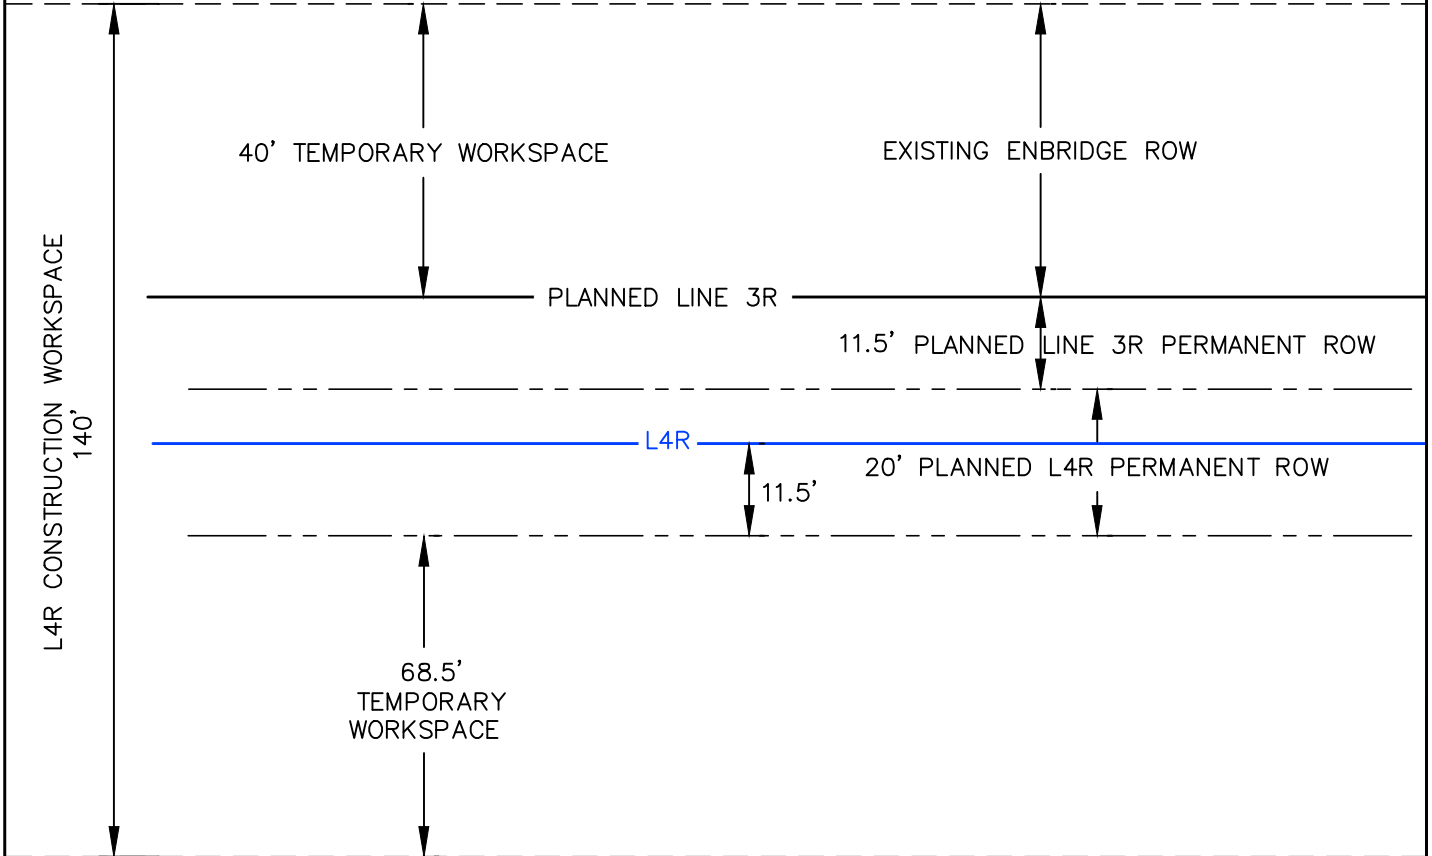 40' TEMPORARY WORKSPACE
EXISTING ENBRIDGE ROW
L4R CONSTRUCTION WORKSPACE
140'
PLANNED LINE 3R
11.5' PLANNED LINE 3R PERMANENT ROW
L4R
20' PLANNED L4R PERMANENT ROW
11.5'
68.5'
TEMPORARY
WORKSPACE